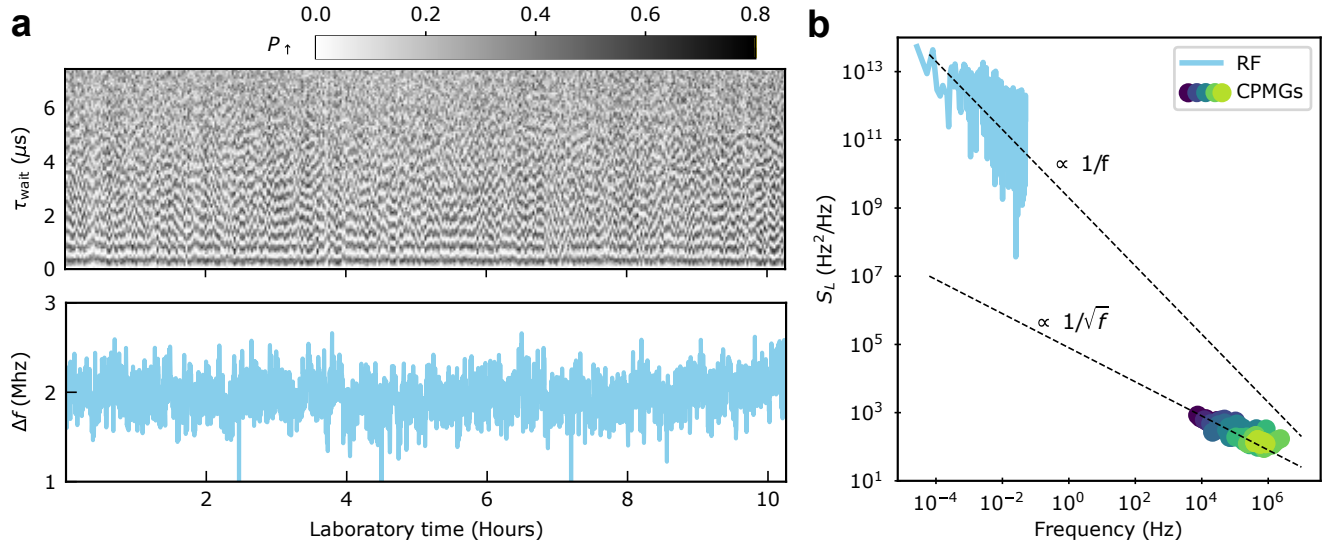 a
0.0 0.2 0.4 0.6 0.8
P↑
6
4
2
0
τwait (μs)
3
2
1
Δf (Mhz)
2 4 6 8 10
Laboratory time (Hours)
b
RF
CPMGs
∝ 1/f
∝ 1/√f
10^13
10^11
10^9
10^7
10^5
10^3
10^1
S_L (Hz²/Hz)
10^−4 10^−2 10^0 10^2 10^4 10^6
Frequency (Hz)